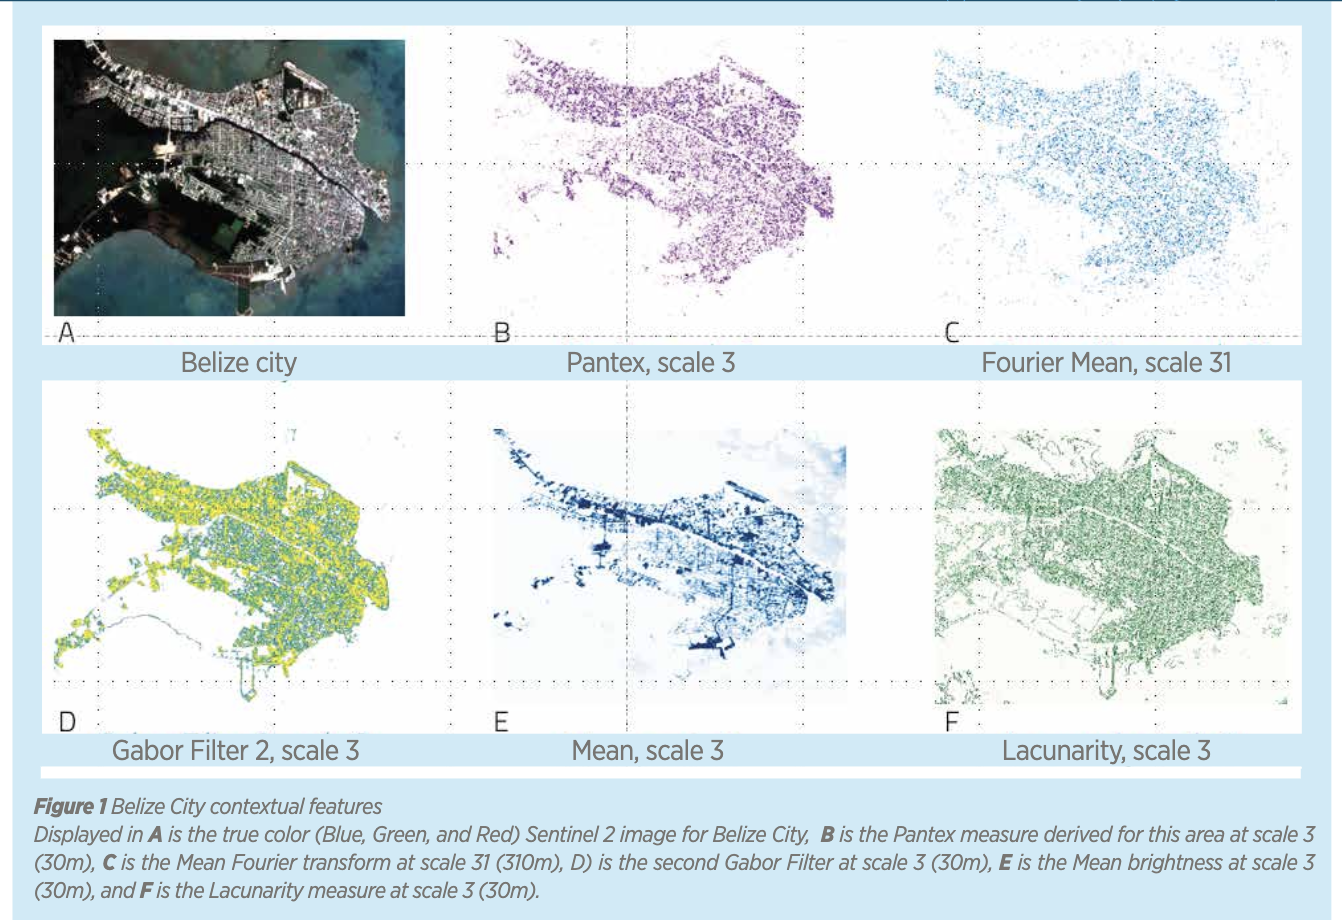 A
B
C
Belize city
Pantex, scale 3
Fourier Mean, scale 31
D
E
F
Gabor Filter 2, scale 3
Mean, scale 3
Lacunarity, scale 3
Figure 1 Belize City contextual features
Displayed in A is the true color (Blue, Green, and Red) Sentinel 2 image for Belize City, B is the Pantex measure derived for this area at scale 3
(30m), C is the Mean Fourier transform at scale 31 (310m), D) is the second Gabor Filter at scale 3 (30m), E is the Mean brightness at scale 3
(30m), and F is the Lacunarity measure at scale 3 (30m).